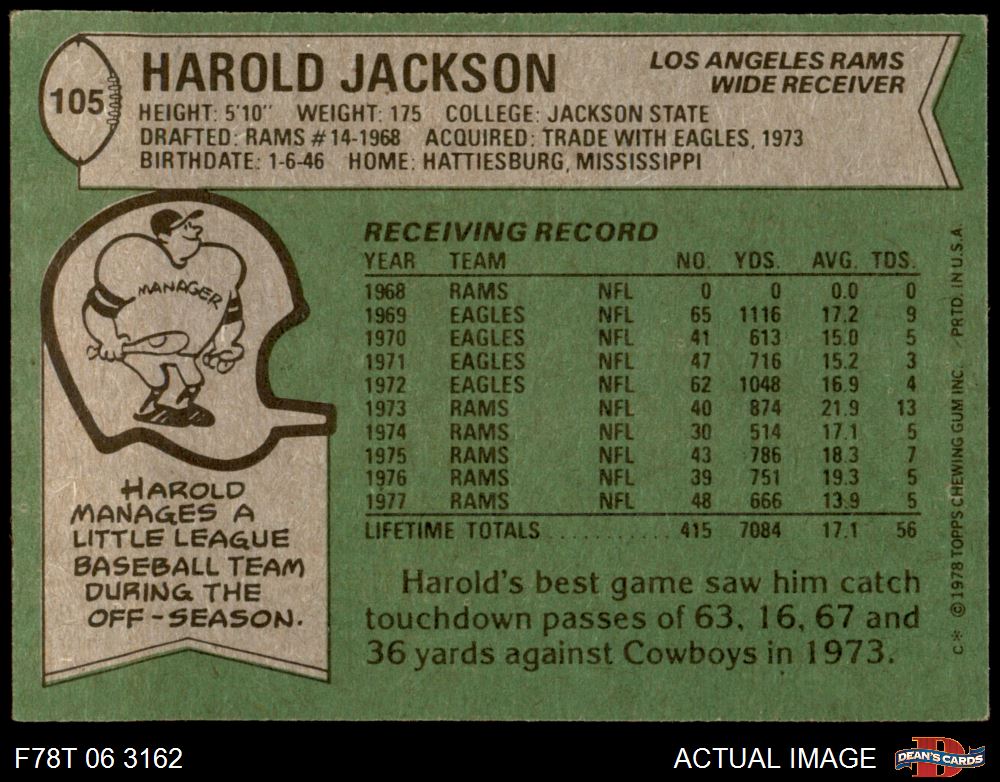 105
HAROLD JACKSON
LOS ANGELES RAMS
WIDE RECEIVER
HEIGHT: 5'10" WEIGHT: 175 COLLEGE: JACKSON STATE
DRAFTED: RAMS #14-1968 ACQUIRED: TRADE WITH EAGLES, 1973
BIRTHDATE: 1-6-46 HOME: HATTIESBURG, MISSISSIPPI
MANAGER
HAROLD
MANAGES A
LITTLE LEAGUE
BASEBALL TEAM
DURING THE
OFF-SEASON.
RECEIVING RECORD
YEAR TEAM NO. YDS. AVG. TDS.
1968 RAMS NFL 0 0 0.0 0
1969 EAGLES NFL 65 1116 17.2 9
1970 EAGLES NFL 41 613 15.0 5
1971 EAGLES NFL 47 716 15.2 3
1972 EAGLES NFL 62 1048 16.9 4
1973 RAMS NFL 40 874 21.9 13
1974 RAMS NFL 30 514 17.1 5
1975 RAMS NFL 43 786 18.3 7
1976 RAMS NFL 39 751 19.3 5
1977 RAMS NFL 48 666 13.9 5
LIFETIME TOTALS ........... 415 7084 17.1 56
Harold's best game saw him catch
touchdown passes of 63, 16, 67 and
36 yards against Cowboys in 1973.
C* © 1978 TOPPS CHEWING GUM INC. PRTD. IN U.S.A.
F78T 06 3162
ACTUAL IMAGE
D
DEAN'S CARDS